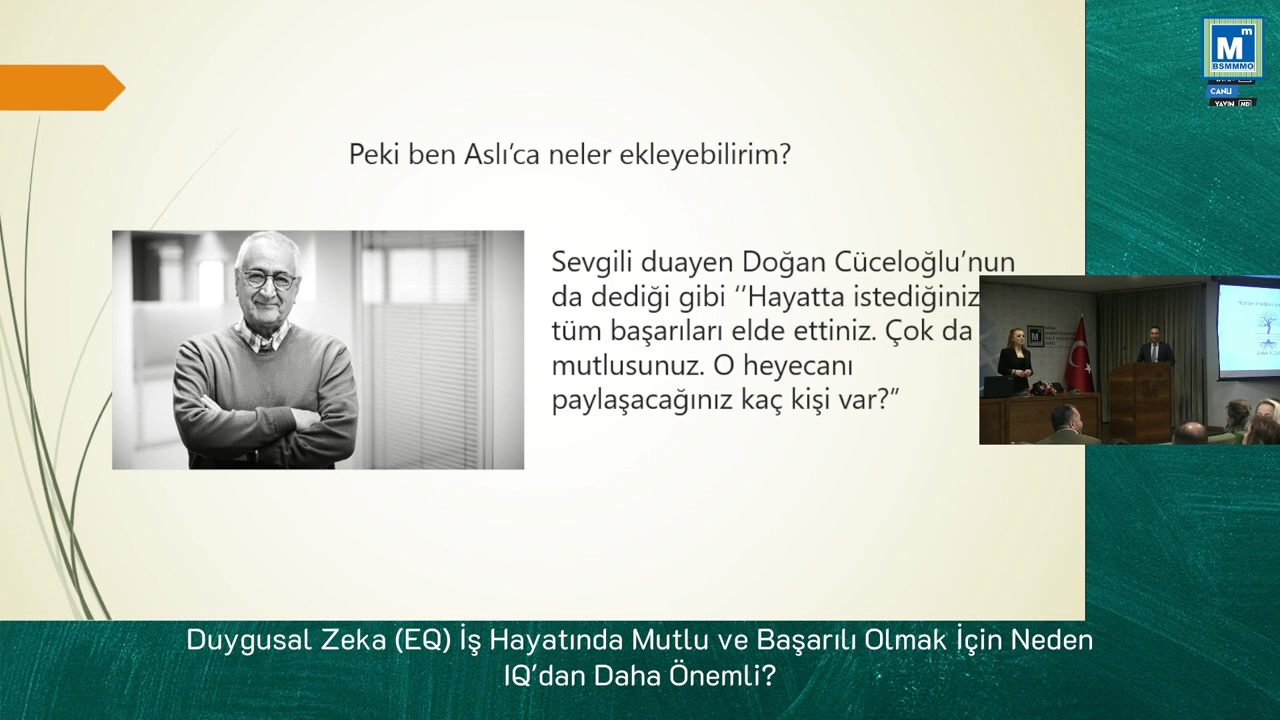 Peki ben Aslı‘ca neler ekleyebilirim?
Sevgili duayen Doğan Cüceloğlu’nun
da dediği gibi ‘’Hayatta istediğiniz
tüm başarıları elde ettiniz. Çok da
mutlusunuz. O heyecanı
paylaşacağınız kaç kişi var?”
M m
BSMMMO
CANLI
YAYIN HD
Duygusal Zeka (EQ) İş Hayatında Mutlu ve Başarılı Olmak İçin Neden
IQ'dan Daha Önemli?